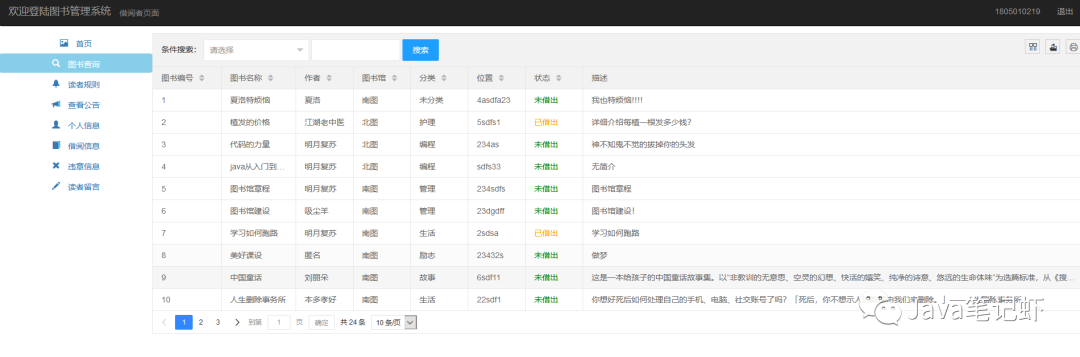 欢迎登陆图书管理系统 借阅者页面 1805010219 退出
首页
图书查询
读者规则
查看公告
个人信息
借阅信息
违章信息
读者留言
条件搜索: 请选择 搜索
图书编号 图书名称 作者 图书馆 分类 位置 状态 描述
1 夏洛特烦恼 夏洛 南图 未分类 4asdfa23 未借出 我也特烦恼!!!!
2 植发的价格 江湖老中医 北图 护理 5sdfs1 已借出 详细介绍每植一根发多少钱?
3 代码的力量 明月复苏 北图 编程 234as 未借出 神不知鬼不觉的拔掉你的头发
4 java从入门到... 明月复苏 北图 编程 sdfs33 未借出 无简介
5 图书馆章程 明月复苏 南图 管理 234sdfs 未借出 图书馆章程
6 图书馆建设 吸尘羊 南图 管理 23dgdff 未借出 图书馆建设!
7 学习如何跑路 明月复苏 南图 生活 2sdsa 已借出 学习如何跑路
8 美好课设 匿名 南图 励志 23432s 未借出 做梦
9 中国童话 刘丽朵 南图 故事 6sdf11 未借出 这是一本给孩子的中国童话故事集。以“非教训的无意思、空灵的幻想、快活的嬉笑、纯净的诗意、悠远的生命体味”为选篇标准，从《搜...
10 人生删除事务所 本多孝好 南图 生活 22sdf1 未借出 你想好死后如何处理自己的手机、电脑、社交账号了吗？「死后，你不想示人 由我们来删除。」 删除事务所
1 2 3 到第 1 页 确定 共 24 条 10 条/页
Java笔记虾